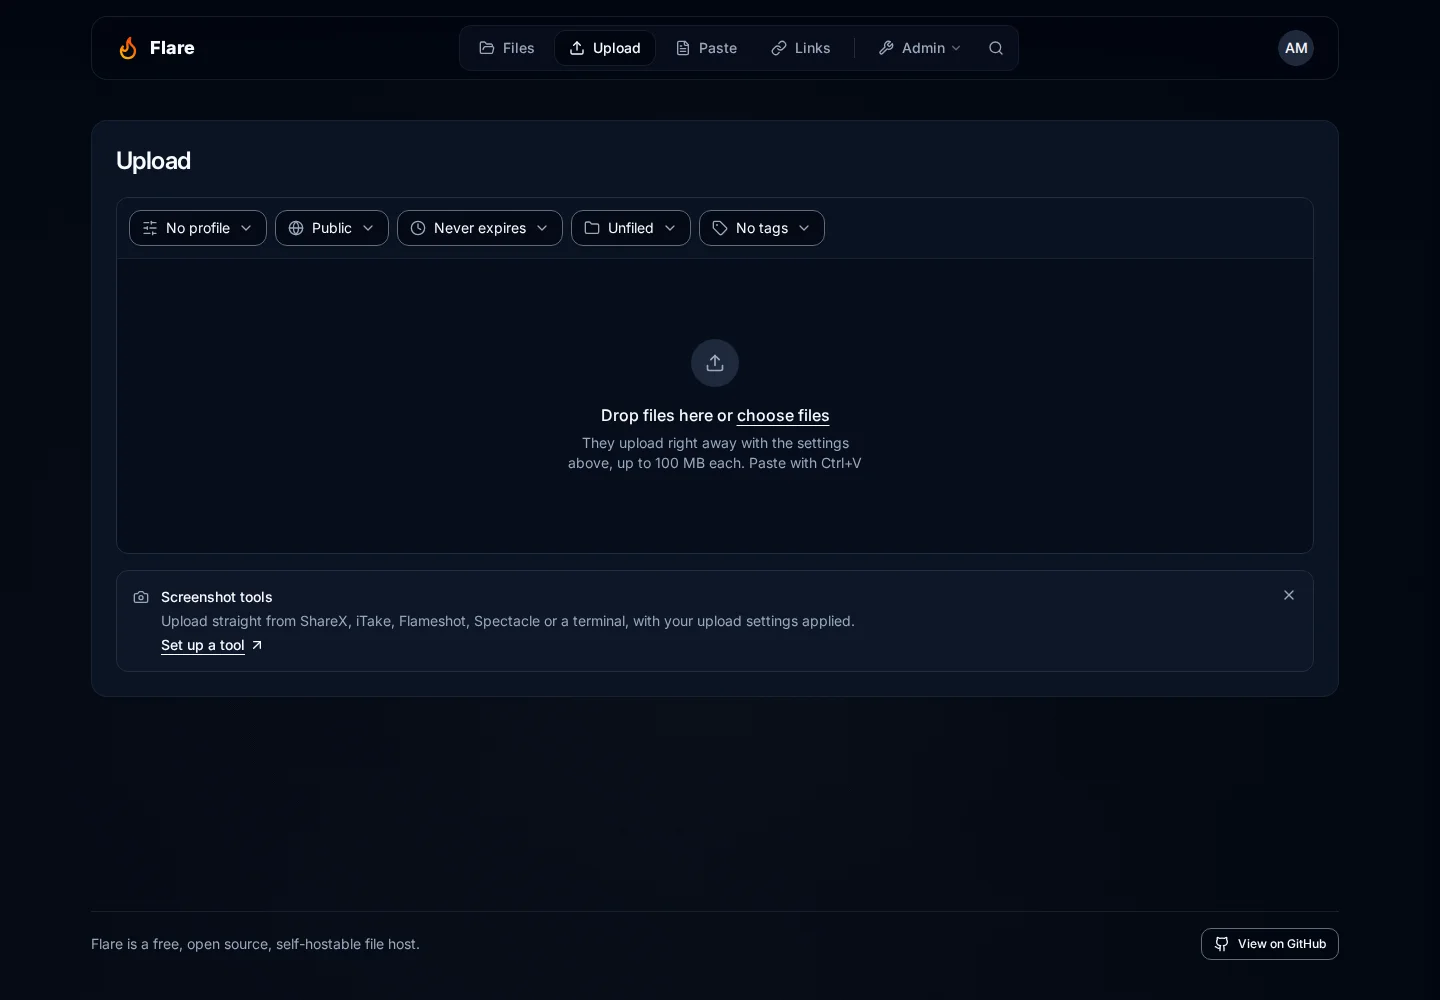 Flare
Files
Upload
Paste
Links
Admin
AM
Upload
No profile
Public
Never expires
Unfiled
No tags
Drop files here or choose files
They upload right away with the settings
above, up to 100 MB each. Paste with Ctrl+V
Screenshot tools
Upload straight from ShareX, iTake, Flameshot, Spectacle or a terminal, with your upload settings applied.
Set up a tool
Flare is a free, open source, self-hostable file host.
View on GitHub